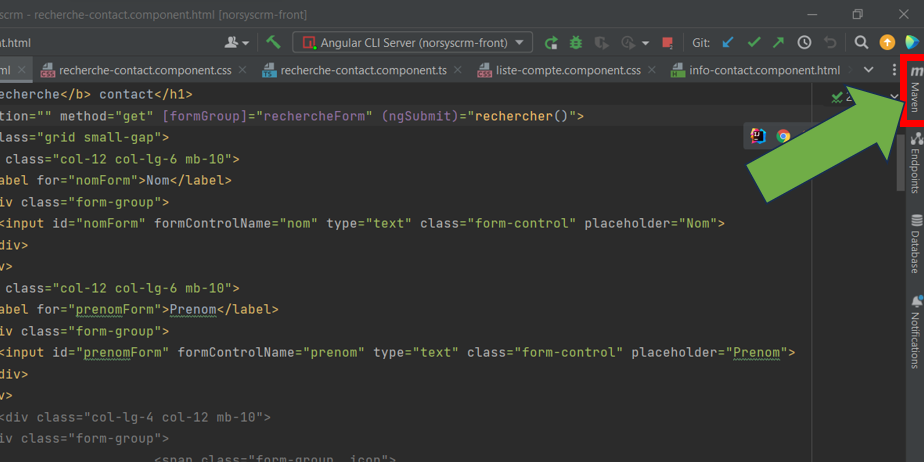 syscrm - recherche-contact.component.html [norsyscrm-front]
nt.html
Angular CLI Server (norsyscrm-front)
Git:
ml
recherche-contact.component.css
recherche-contact.component.ts
liste-compte.component.css
info-contact.component.html
echerche</b> contact</h1>
tion="" method="get" [formGroup]="rechercheForm" (ngSubmit)="rechercher()">
lass="grid small-gap">
class="col-12 col-lg-6 mb-10">
abel for="nomForm">Nom</label>
iv class="form-group">
<input id="nomForm" formControlName="nom" type="text" class="form-control" placeholder="Nom">
div>
v>
class="col-12 col-lg-6 mb-10">
abel for="prenomForm">Prenom</label>
iv class="form-group">
<input id="prenomForm" formControlName="prenom" type="text" class="form-control" placeholder="Prenom">
div>
v>
<div class="col-lg-4 col-12 mb-10">
iv class="form-group">
<span class="form-group__icon">
2
m
Maven
Endpoints
Database
Notifications